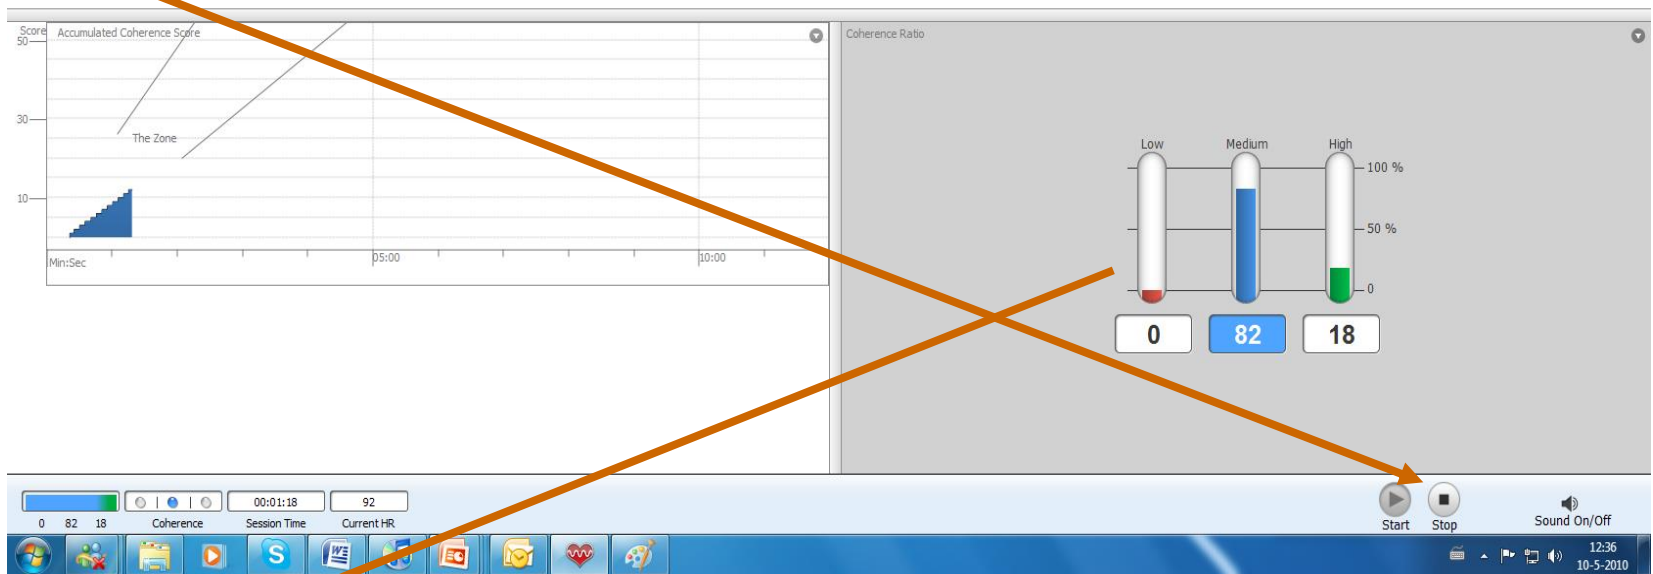 Score
Accumulated Coherence Score
50
30
The Zone
10
Min:Sec
05:00
10:00
Coherence Ratio
Low Medium High
100 %
50 %
0
0 82 18
00:01:18 92
0 82 18 Coherence Session Time Current HR
Start Stop Sound On/Off
12:36
10-5-2010